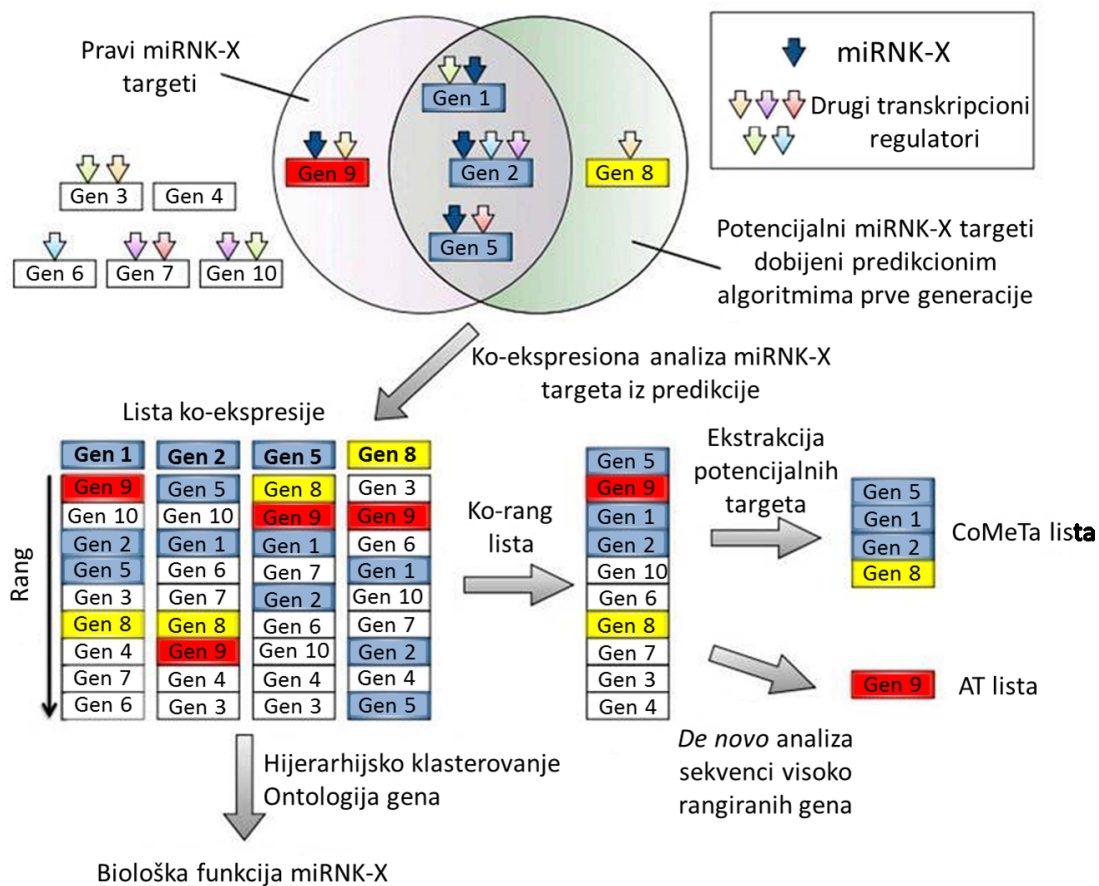 Pravi miRNK-X
targeti
Gen 1
Gen 9
Gen 2
Gen 8
Gen 5
miRNK-X
Drugi transkripcioni
regulatori
Gen 3
Gen 4
Gen 6
Gen 7
Gen 10
Potencijalni miRNK-X targeti
dobijeni predikcionim
algoritmima prve generacije
Ko-ekspresiona analiza miRNK-X
targeta iz predikcije
Lista ko-ekspresije
Rang
Gen 1
Gen 9
Gen 10
Gen 2
Gen 5
Gen 3
Gen 8
Gen 4
Gen 7
Gen 6
Gen 2
Gen 5
Gen 10
Gen 1
Gen 6
Gen 7
Gen 8
Gen 9
Gen 4
Gen 3
Gen 5
Gen 8
Gen 9
Gen 1
Gen 7
Gen 2
Gen 6
Gen 10
Gen 4
Gen 3
Gen 8
Gen 3
Gen 9
Gen 6
Gen 1
Gen 10
Gen 7
Gen 2
Gen 4
Gen 5
Ko-rang
lista
Gen 5
Gen 9
Gen 1
Gen 2
Gen 10
Gen 6
Gen 8
Gen 7
Gen 3
Gen 4
Ekstrakcija
potencijalnih
targeta
Gen 5
Gen 1
Gen 2
Gen 8
CoMeTa lista
Gen 9
AT lista
De novo analiza
sekvenci visoko
rangiranih gena
Hijerarhijsko klasterovanje
Ontologija gena
Biološka funkcija miRNK-X